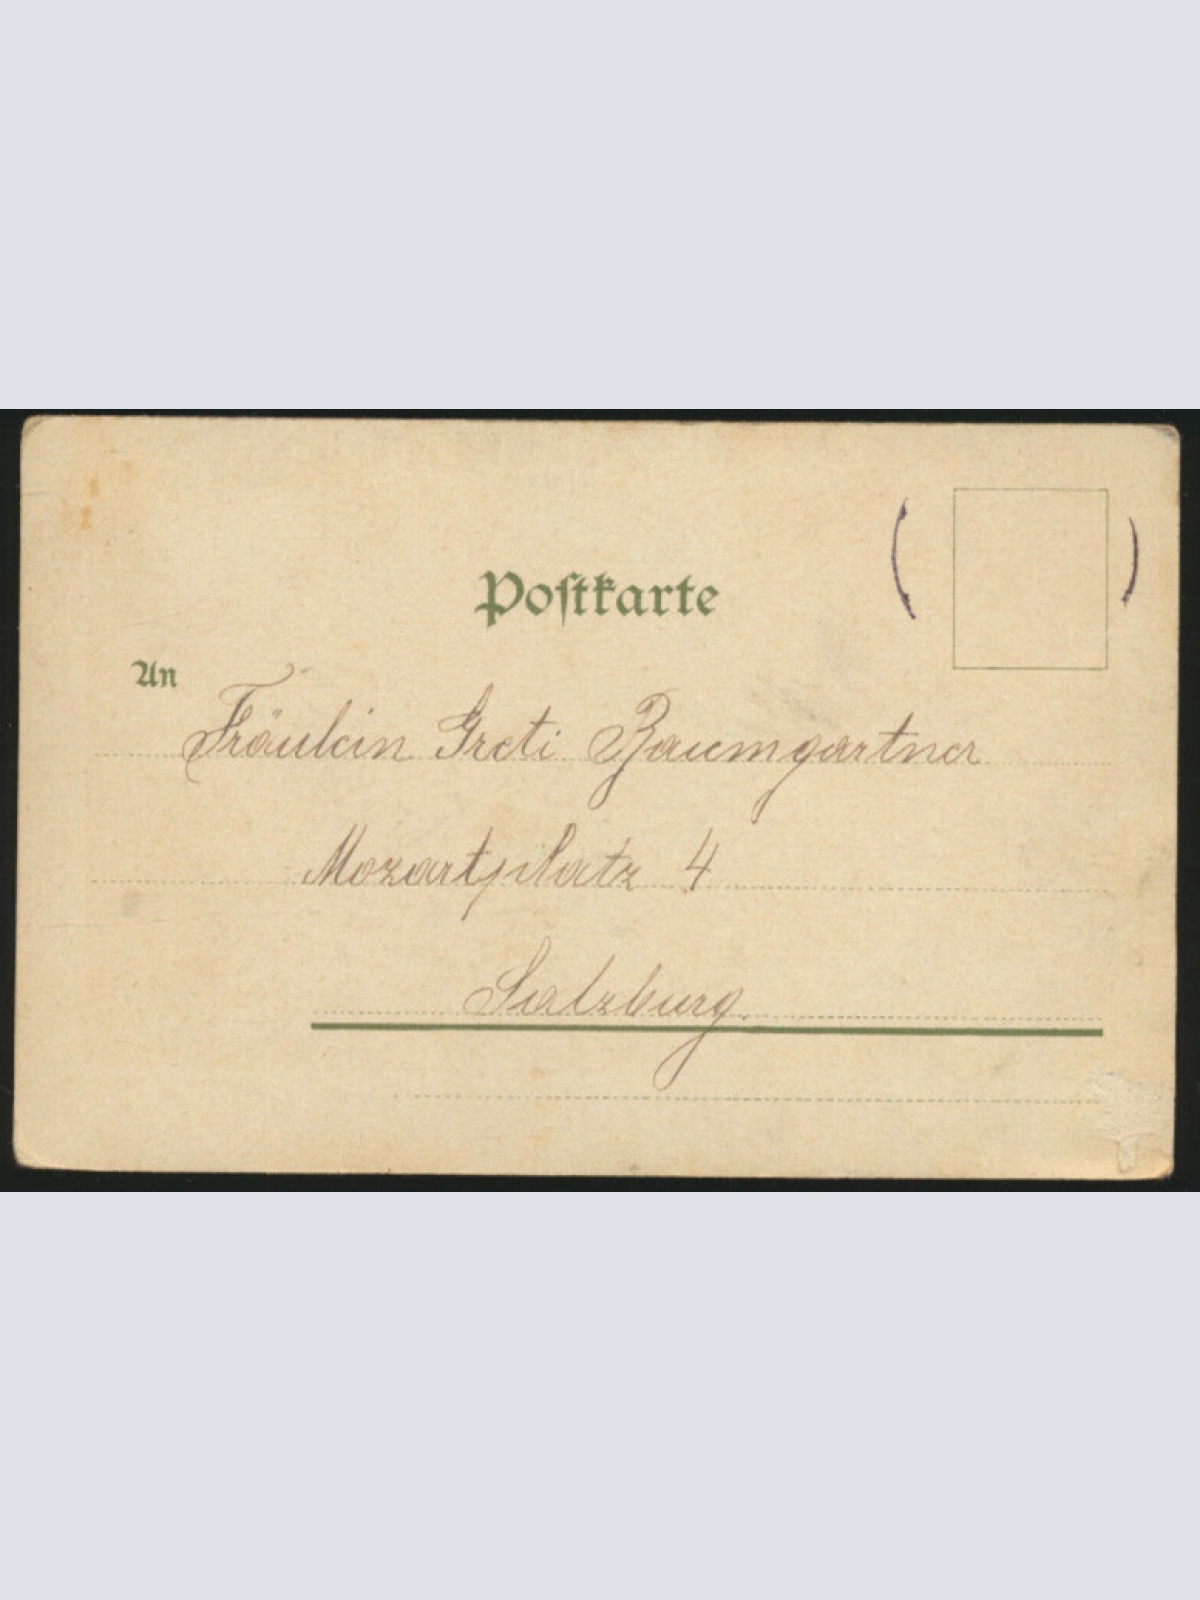 Postkarte
An
Fräulein Greti Baumgartner
Mozartplatz 4
Salzburg.